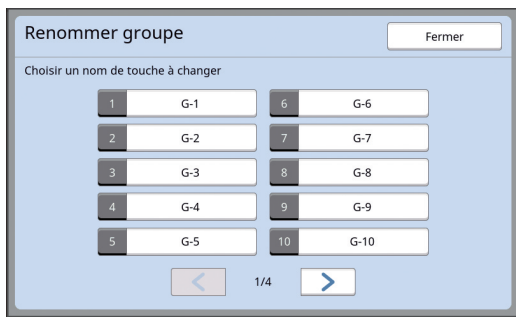 Renommer groupe
Fermer
Choisir un nom de touche à changer
1 G-1 6 G-6
2 G-2 7 G-7
3 G-3 8 G-8
4 G-4 9 G-9
5 G-5 10 G-10
1/4